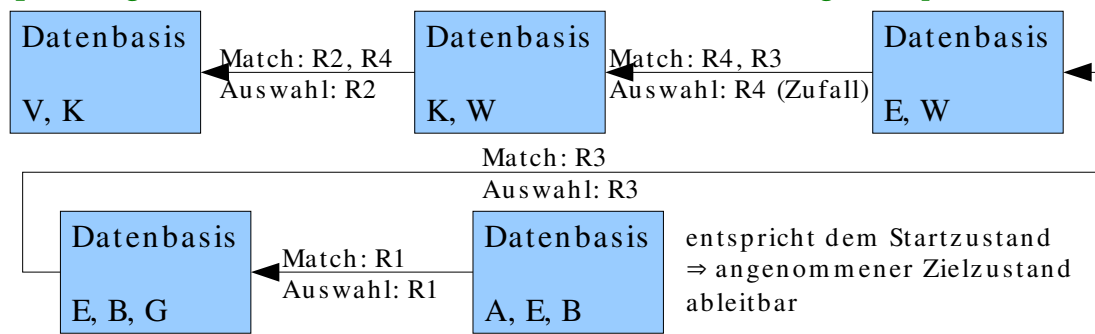 Datenbasis
V, K
Match: R2, R4
Auswahl: R2
Datenbasis
K, W
Match: R4, R3
Auswahl: R4 (Zufall)
Datenbasis
E, W
Match: R3
Auswahl: R3
Datenbasis
E, B, G
Match: R1
Auswahl: R1
Datenbasis
A, E, B
entspricht dem Startzustand
⇒ angenommener Zielzustand
ableitbar